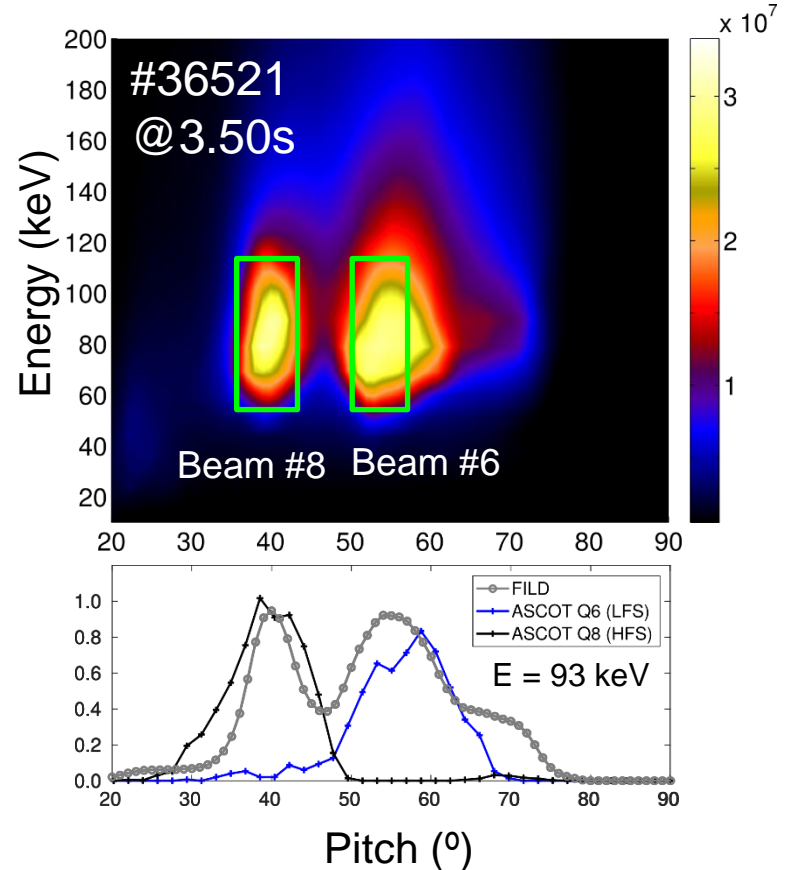 x 10⁷
200
180
160
140
120
100
80
60
40
20
Energy (keV)
#36521
@3.50s
Beam #8 Beam #6
3
2
1
20 30 40 50 60 70 80 90
1.0
0.8
0.6
0.4
0.2
0.0
FILD
ASCOT Q6 (LFS)
ASCOT Q8 (HFS)
E = 93 keV
20 30 40 50 60 70 80 90
Pitch (º)